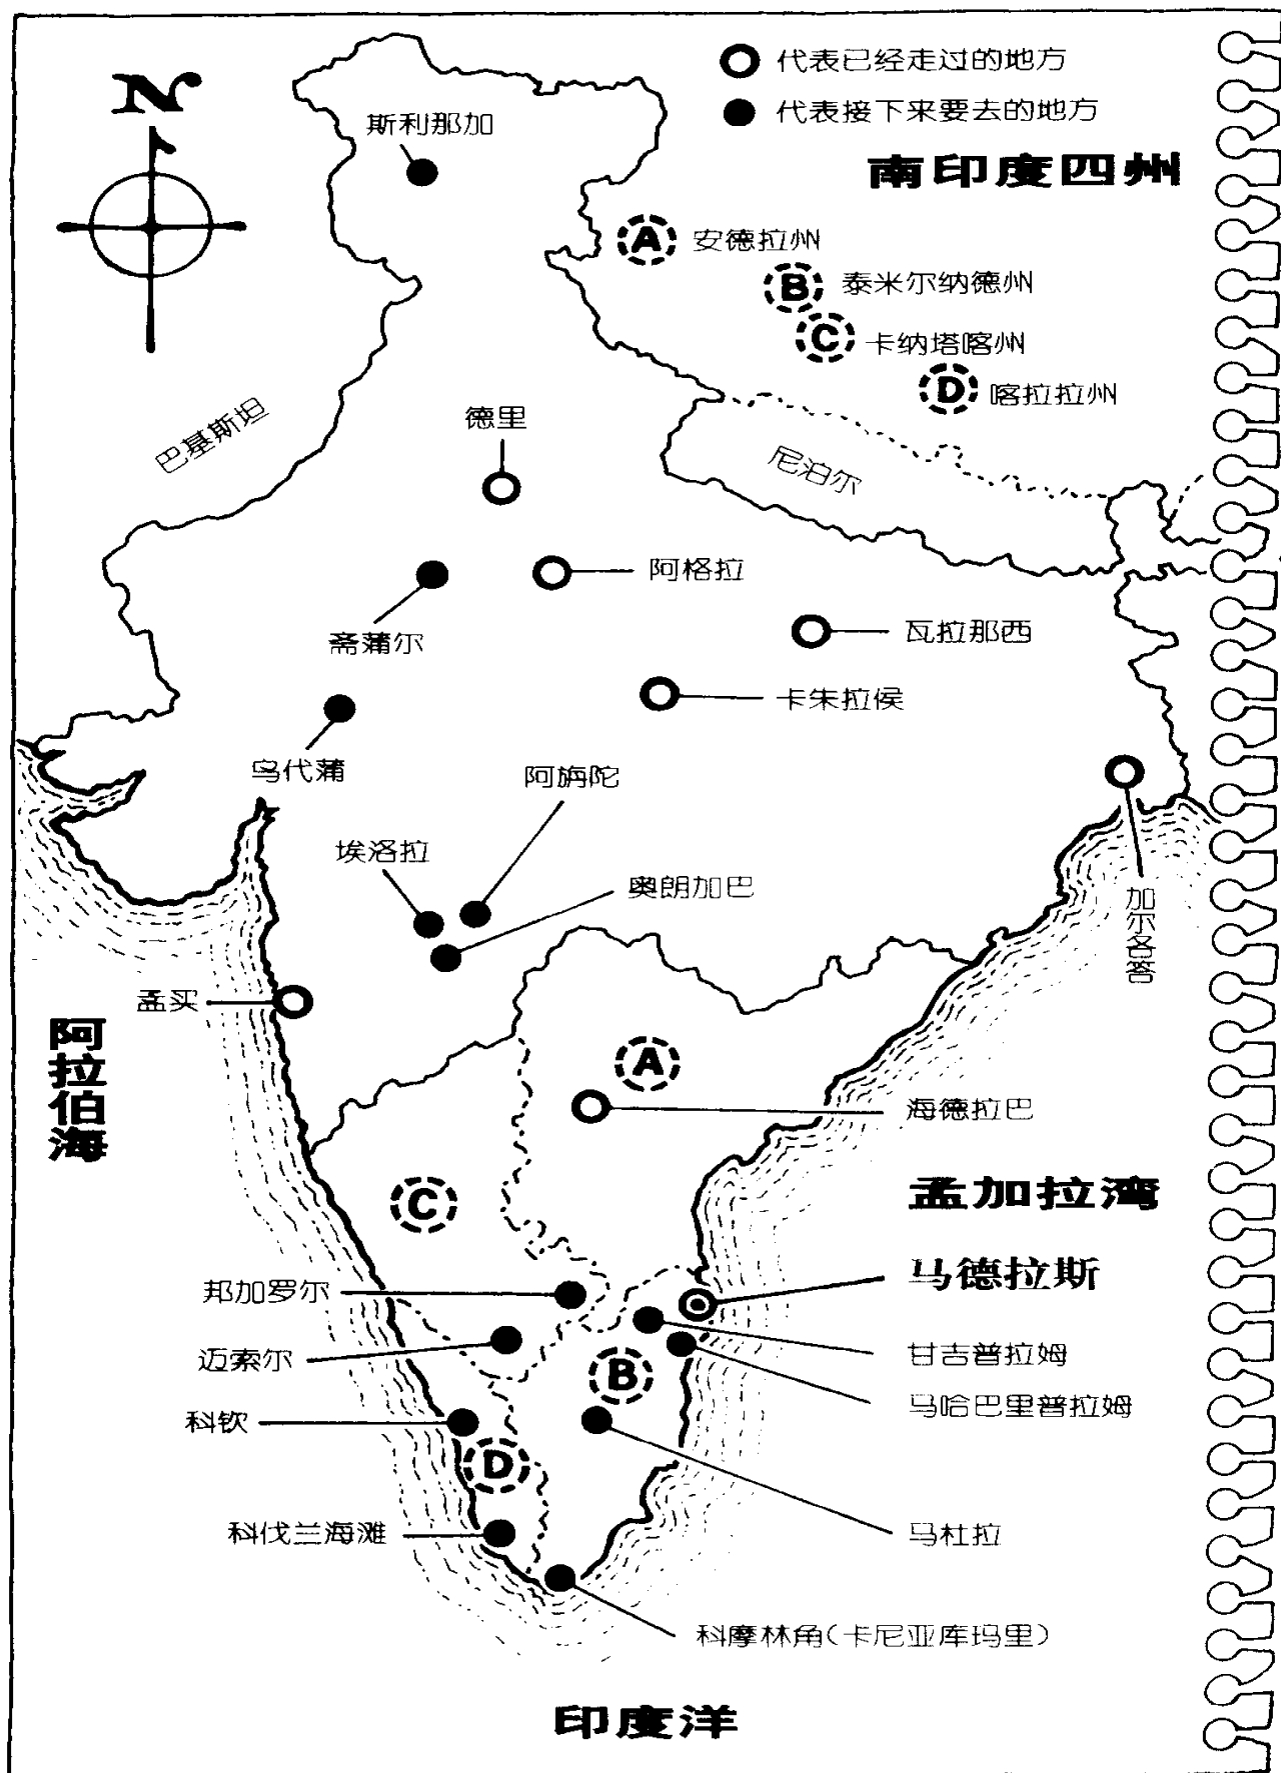 代表已经走过的地方
代表接下来要去的地方
N
斯利那加
南印度四州
A 安德拉州
B 泰米尔纳德州
C 卡纳塔喀州
D 喀拉拉州
巴基斯坦
德里
尼泊尔
阿格拉
斋蒲尔
瓦拉那西
卡朱拉侯
乌代蒲
阿旃陀
埃洛拉
奥朗加巴
加尔各答
孟买
阿拉伯海
A
海德拉巴
C
孟加拉湾
马德拉斯
邦加罗尔
迈索尔
甘吉普拉姆
B
马哈巴里普拉姆
科钦
D
科伐兰海滩
马杜拉
科摩林角(卡尼亚库玛里)
印度洋